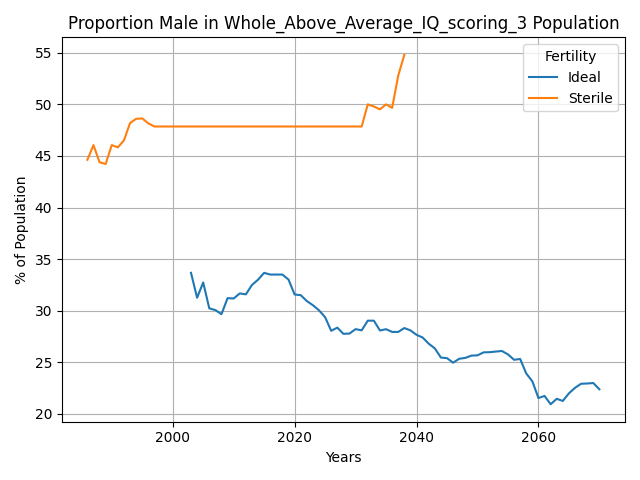 Proportion Male in Whole_Above_Average_IQ_scoring_3 Population
Fertility
Ideal
Sterile
% of Population
55
50
45
40
35
30
25
20
2000
2020
2040
2060
Years